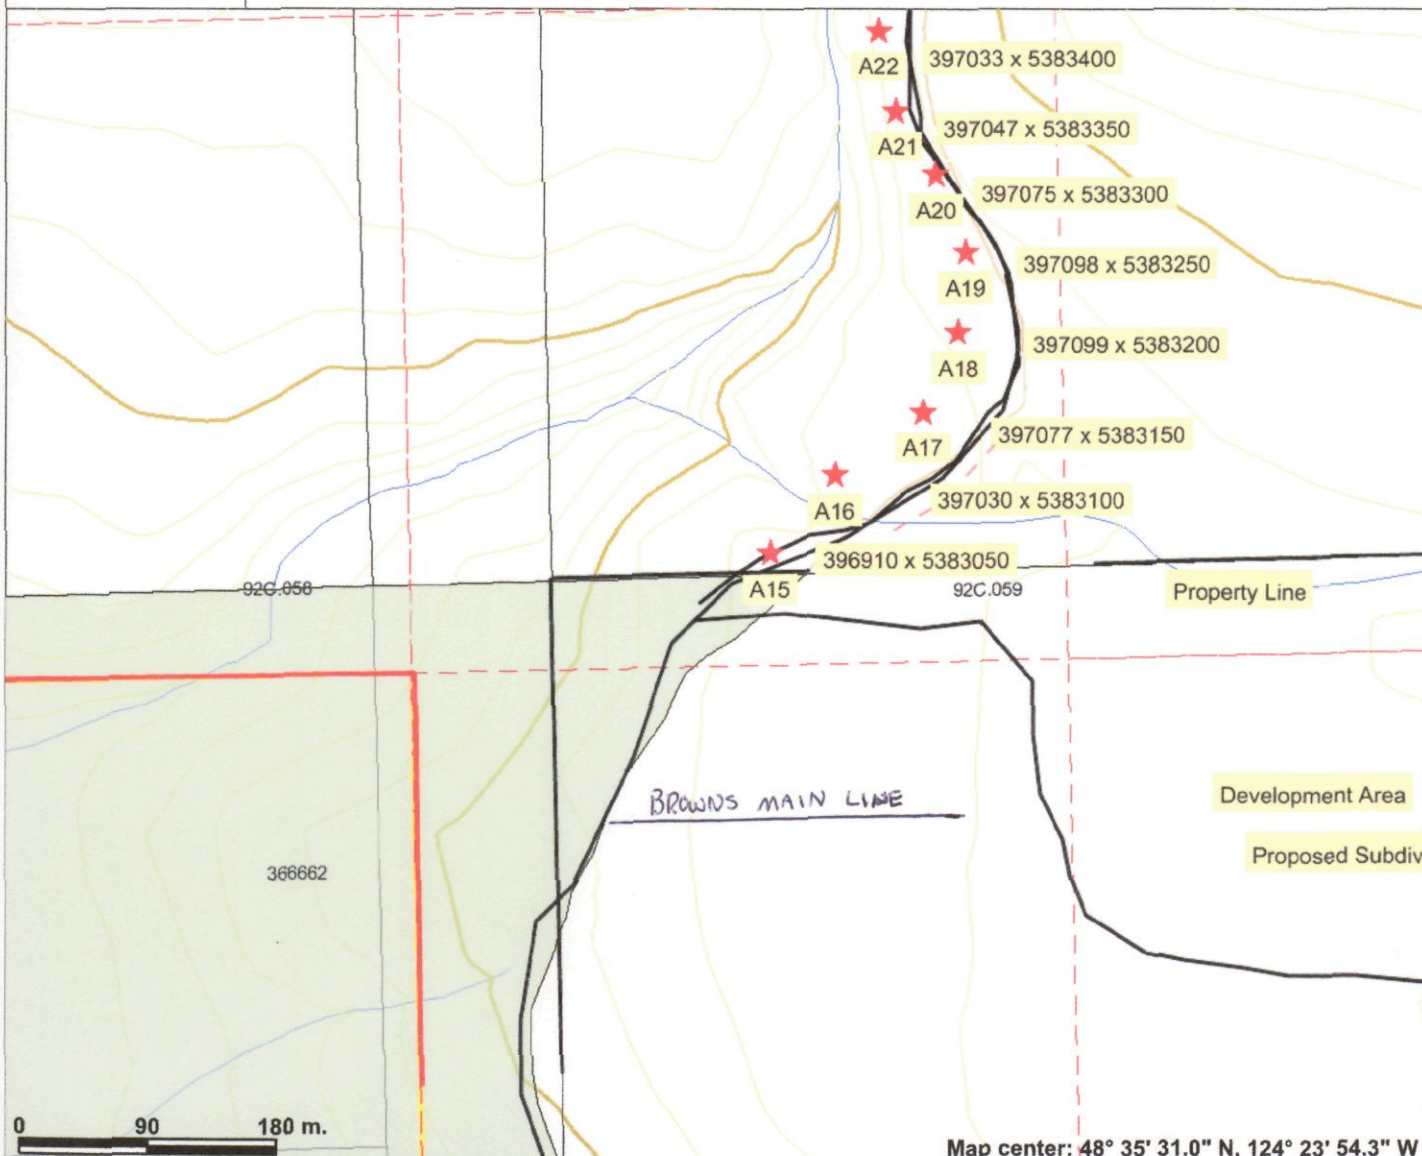 A22
397033 x 5383400
A21
397047 x 5383350
A20
397075 x 5383300
A19
397098 x 5383250
A18
397099 x 5383200
A17
397077 x 5383150
A16
397030 x 5383100
A15
396910 x 5383050
92C.058
92C.059
Property Line
BROWNS MAIN LINE
Development Area
Proposed Subdiv
366662
0 90 180 m.
Map center: 48° 35' 31.0" N, 124° 23' 54.3" W